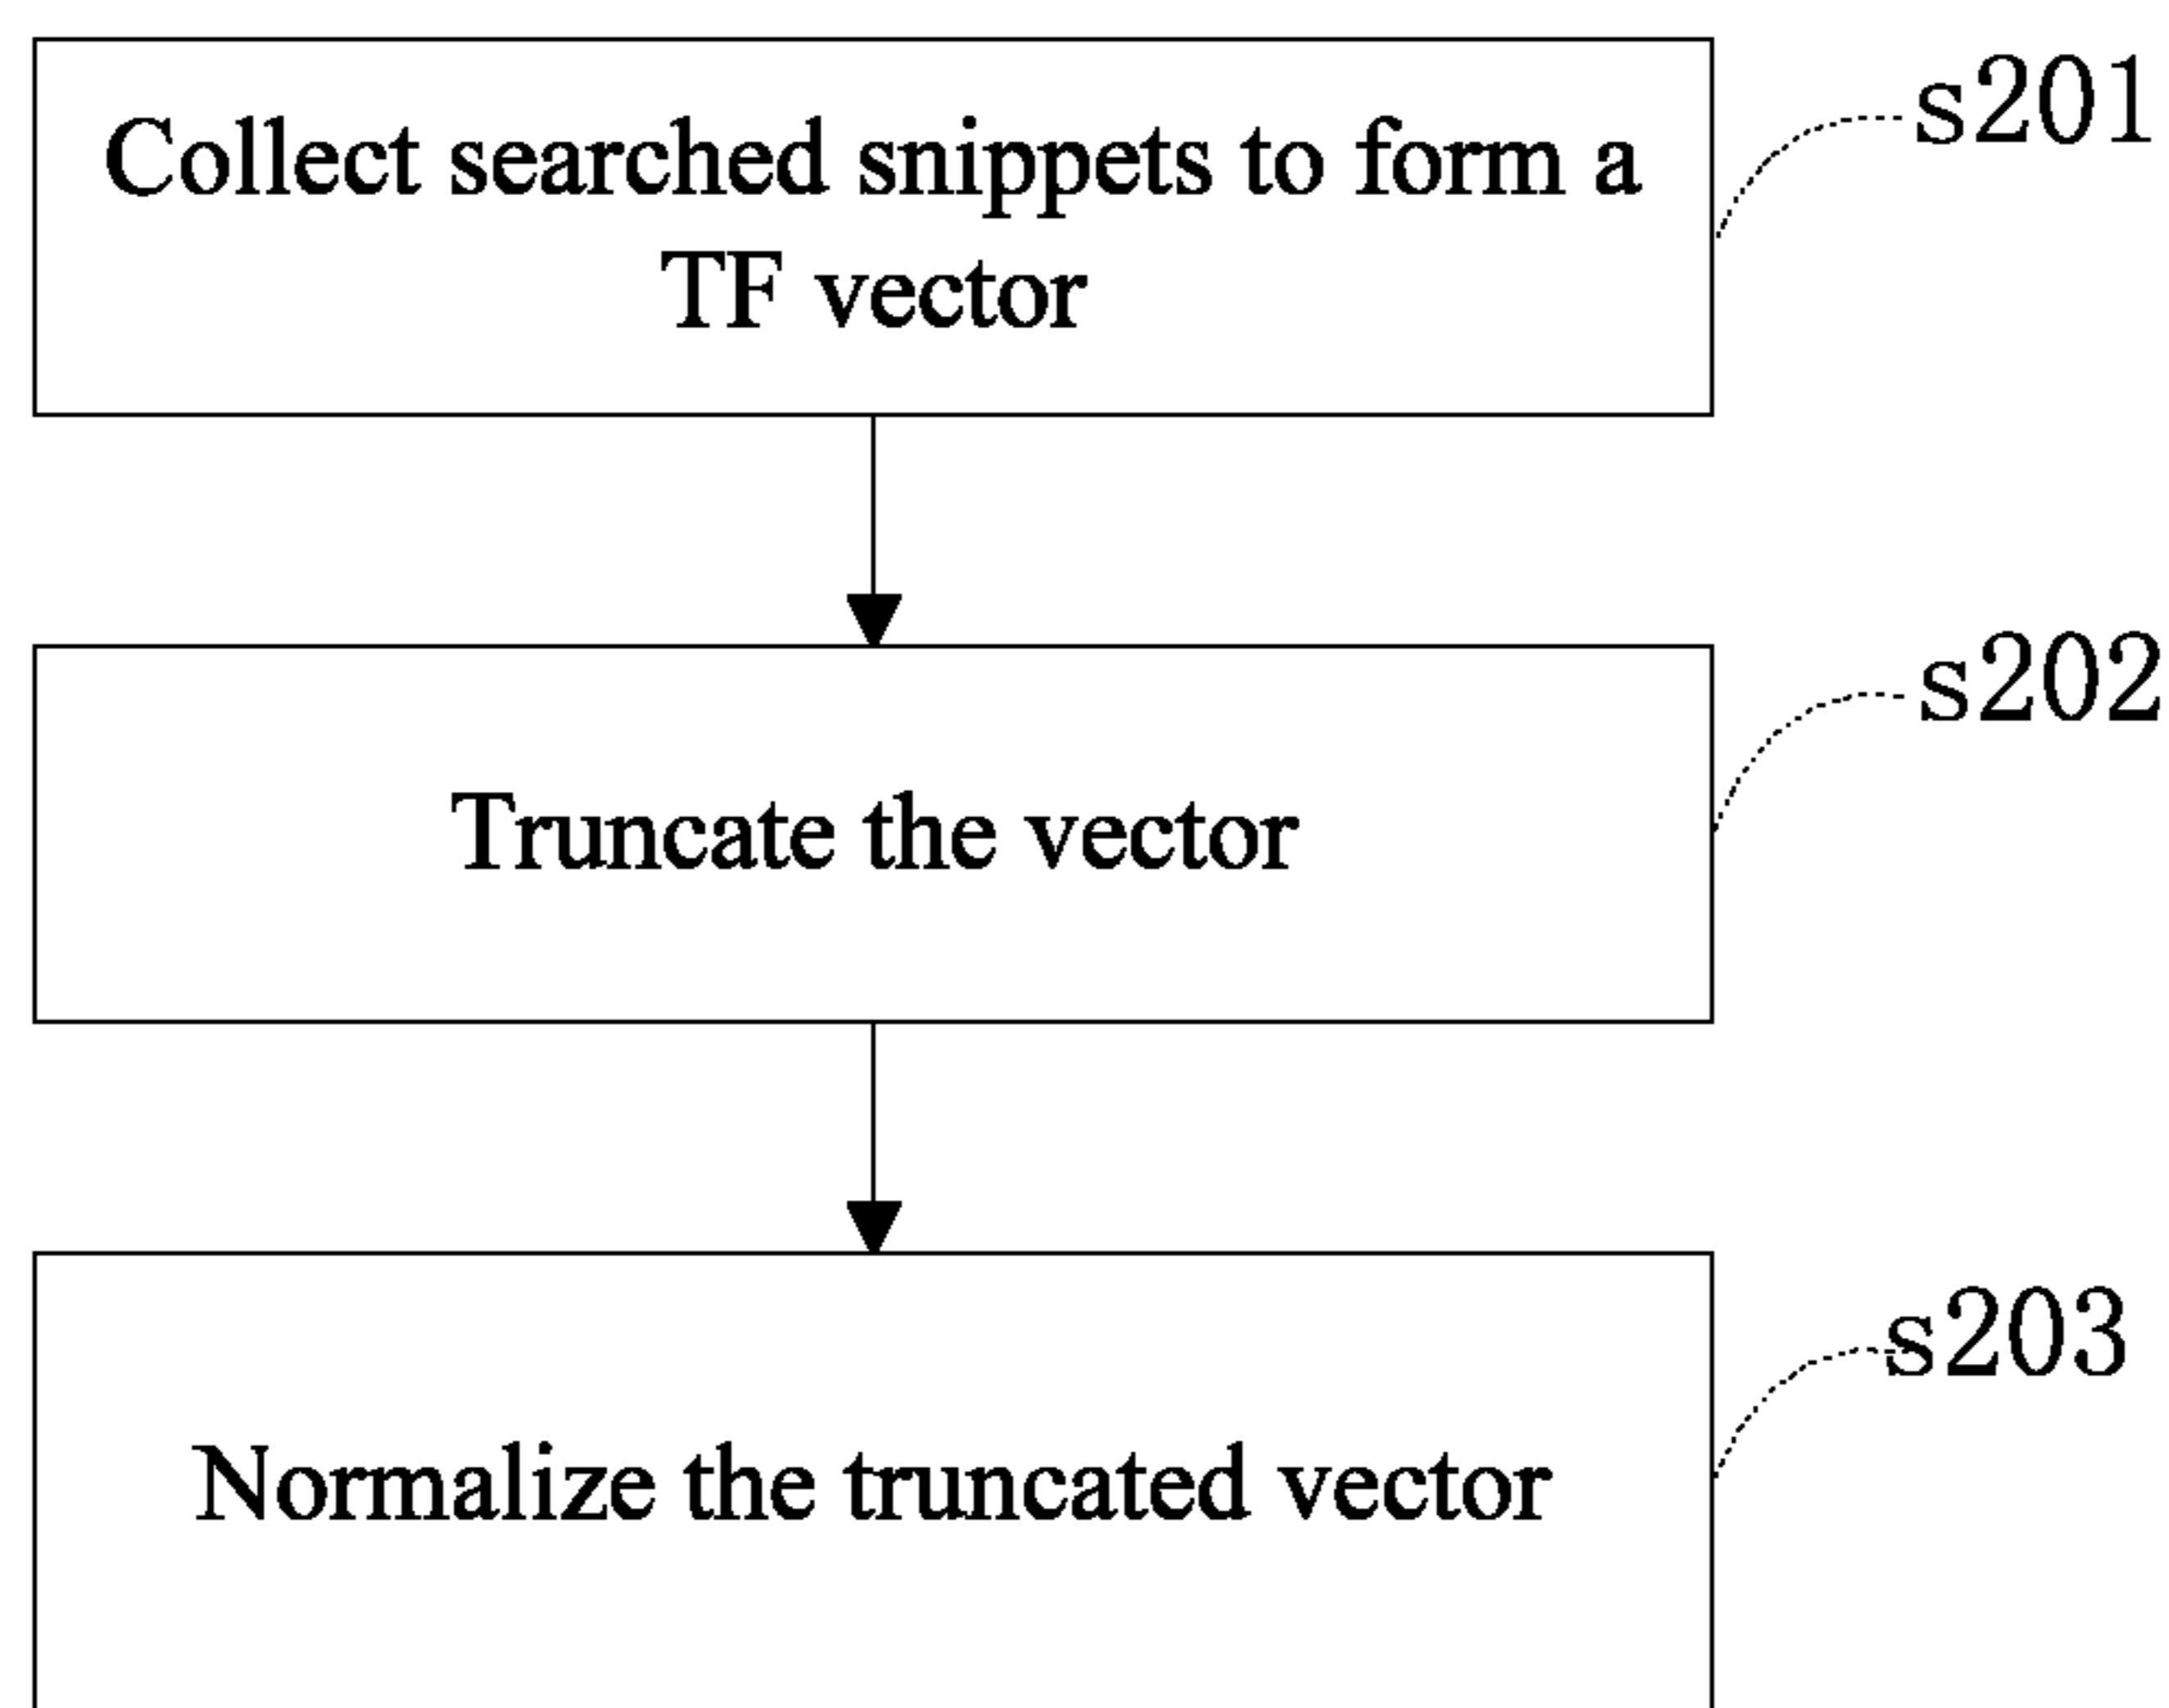 Collect searched snippets to form a
TF vector
s201
Truncate the vector
s202
Normalize the truncated vector
s203